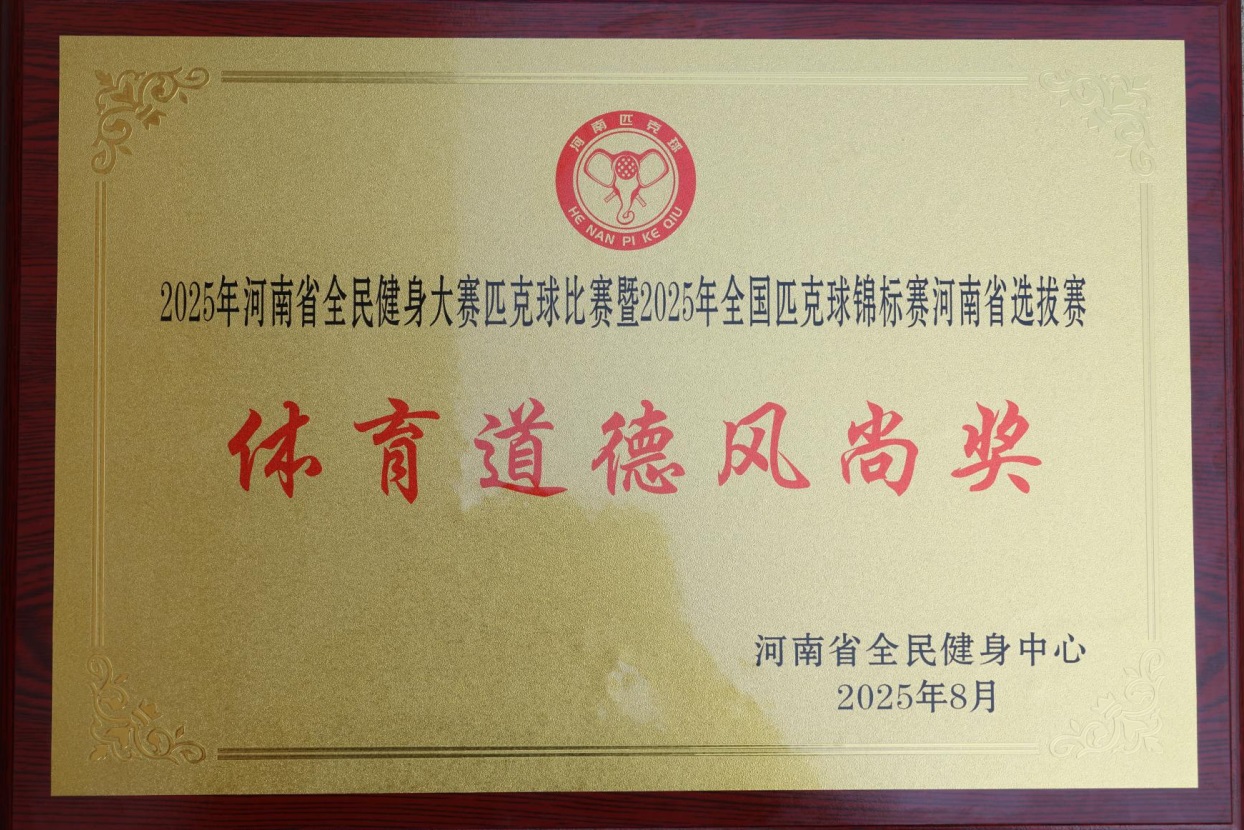 河南匹克球
HE NAN PI KE QIU
2025年河南省全民健身大赛匹克球比赛暨2025年全国匹克球锦标赛河南省选拔赛
体育道德风尚奖
河南省全民健身中心
2025年8月